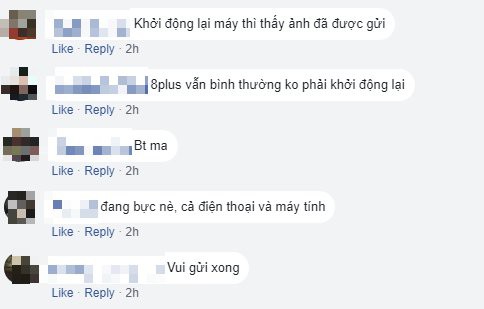 Khởi động lại máy thì thấy ảnh đã được gửi
Like · Reply · 2h
8plus vẫn bình thường ko phải khởi động lại
Like · Reply · 2h
Bt ma
Like · Reply · 2h
đang bực nè, cả điện thoại và máy tính
Like · Reply · 2h
Vui gửi xong
Like · Reply · 2h